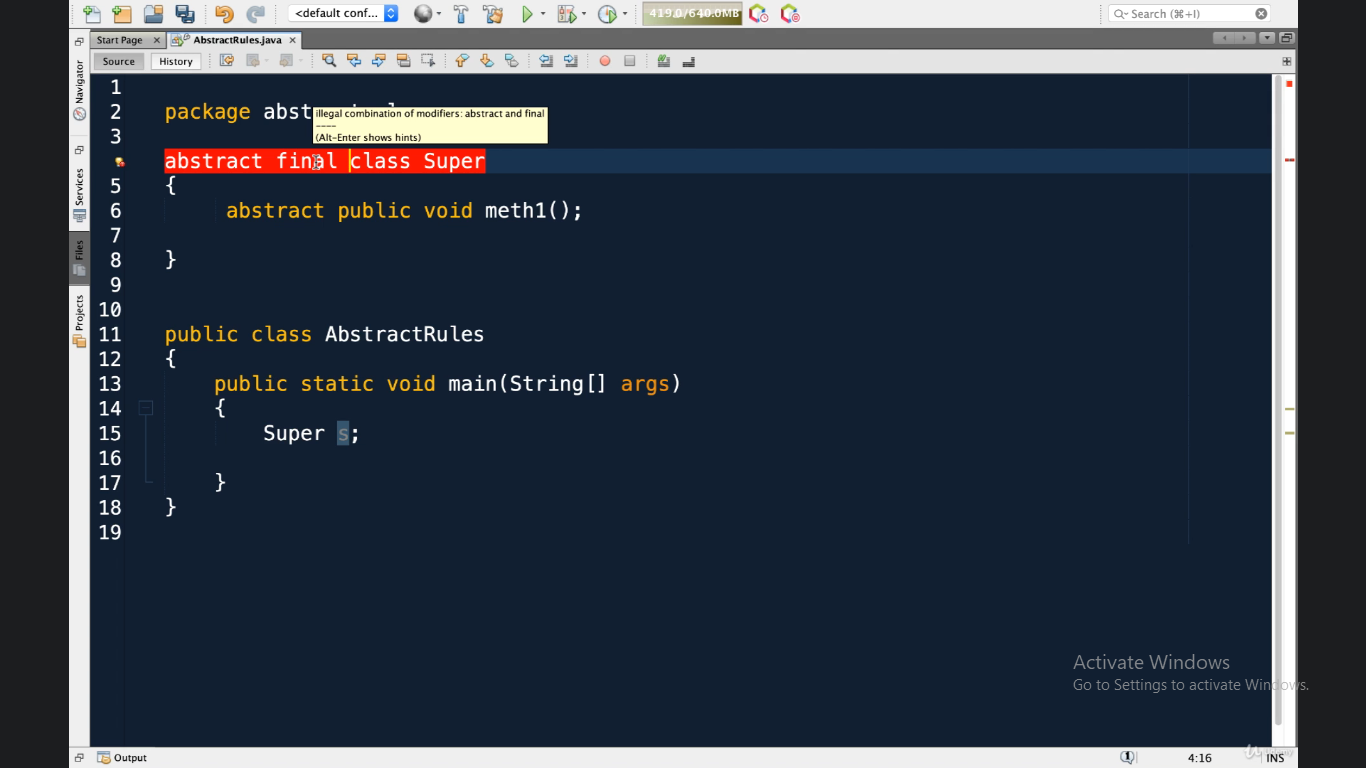 <default conf...
419.0/640.0MB
Search (⌘+I)
Start Page
AbstractRules.java
Source
History
Navigator
Services
Files
Projects
1
2 package abst
illegal combination of modifiers: abstract and final
----
(Alt-Enter shows hints)
3
abstract final class Super
5 {
6 abstract public void meth1();
7
8 }
9
10
11 public class AbstractRules
12 {
13 public static void main(String[] args)
14 {
15 Super s;
16
17 }
18 }
19
Activate Windows
Go to Settings to activate Windows.
Output
1
4:16
INS